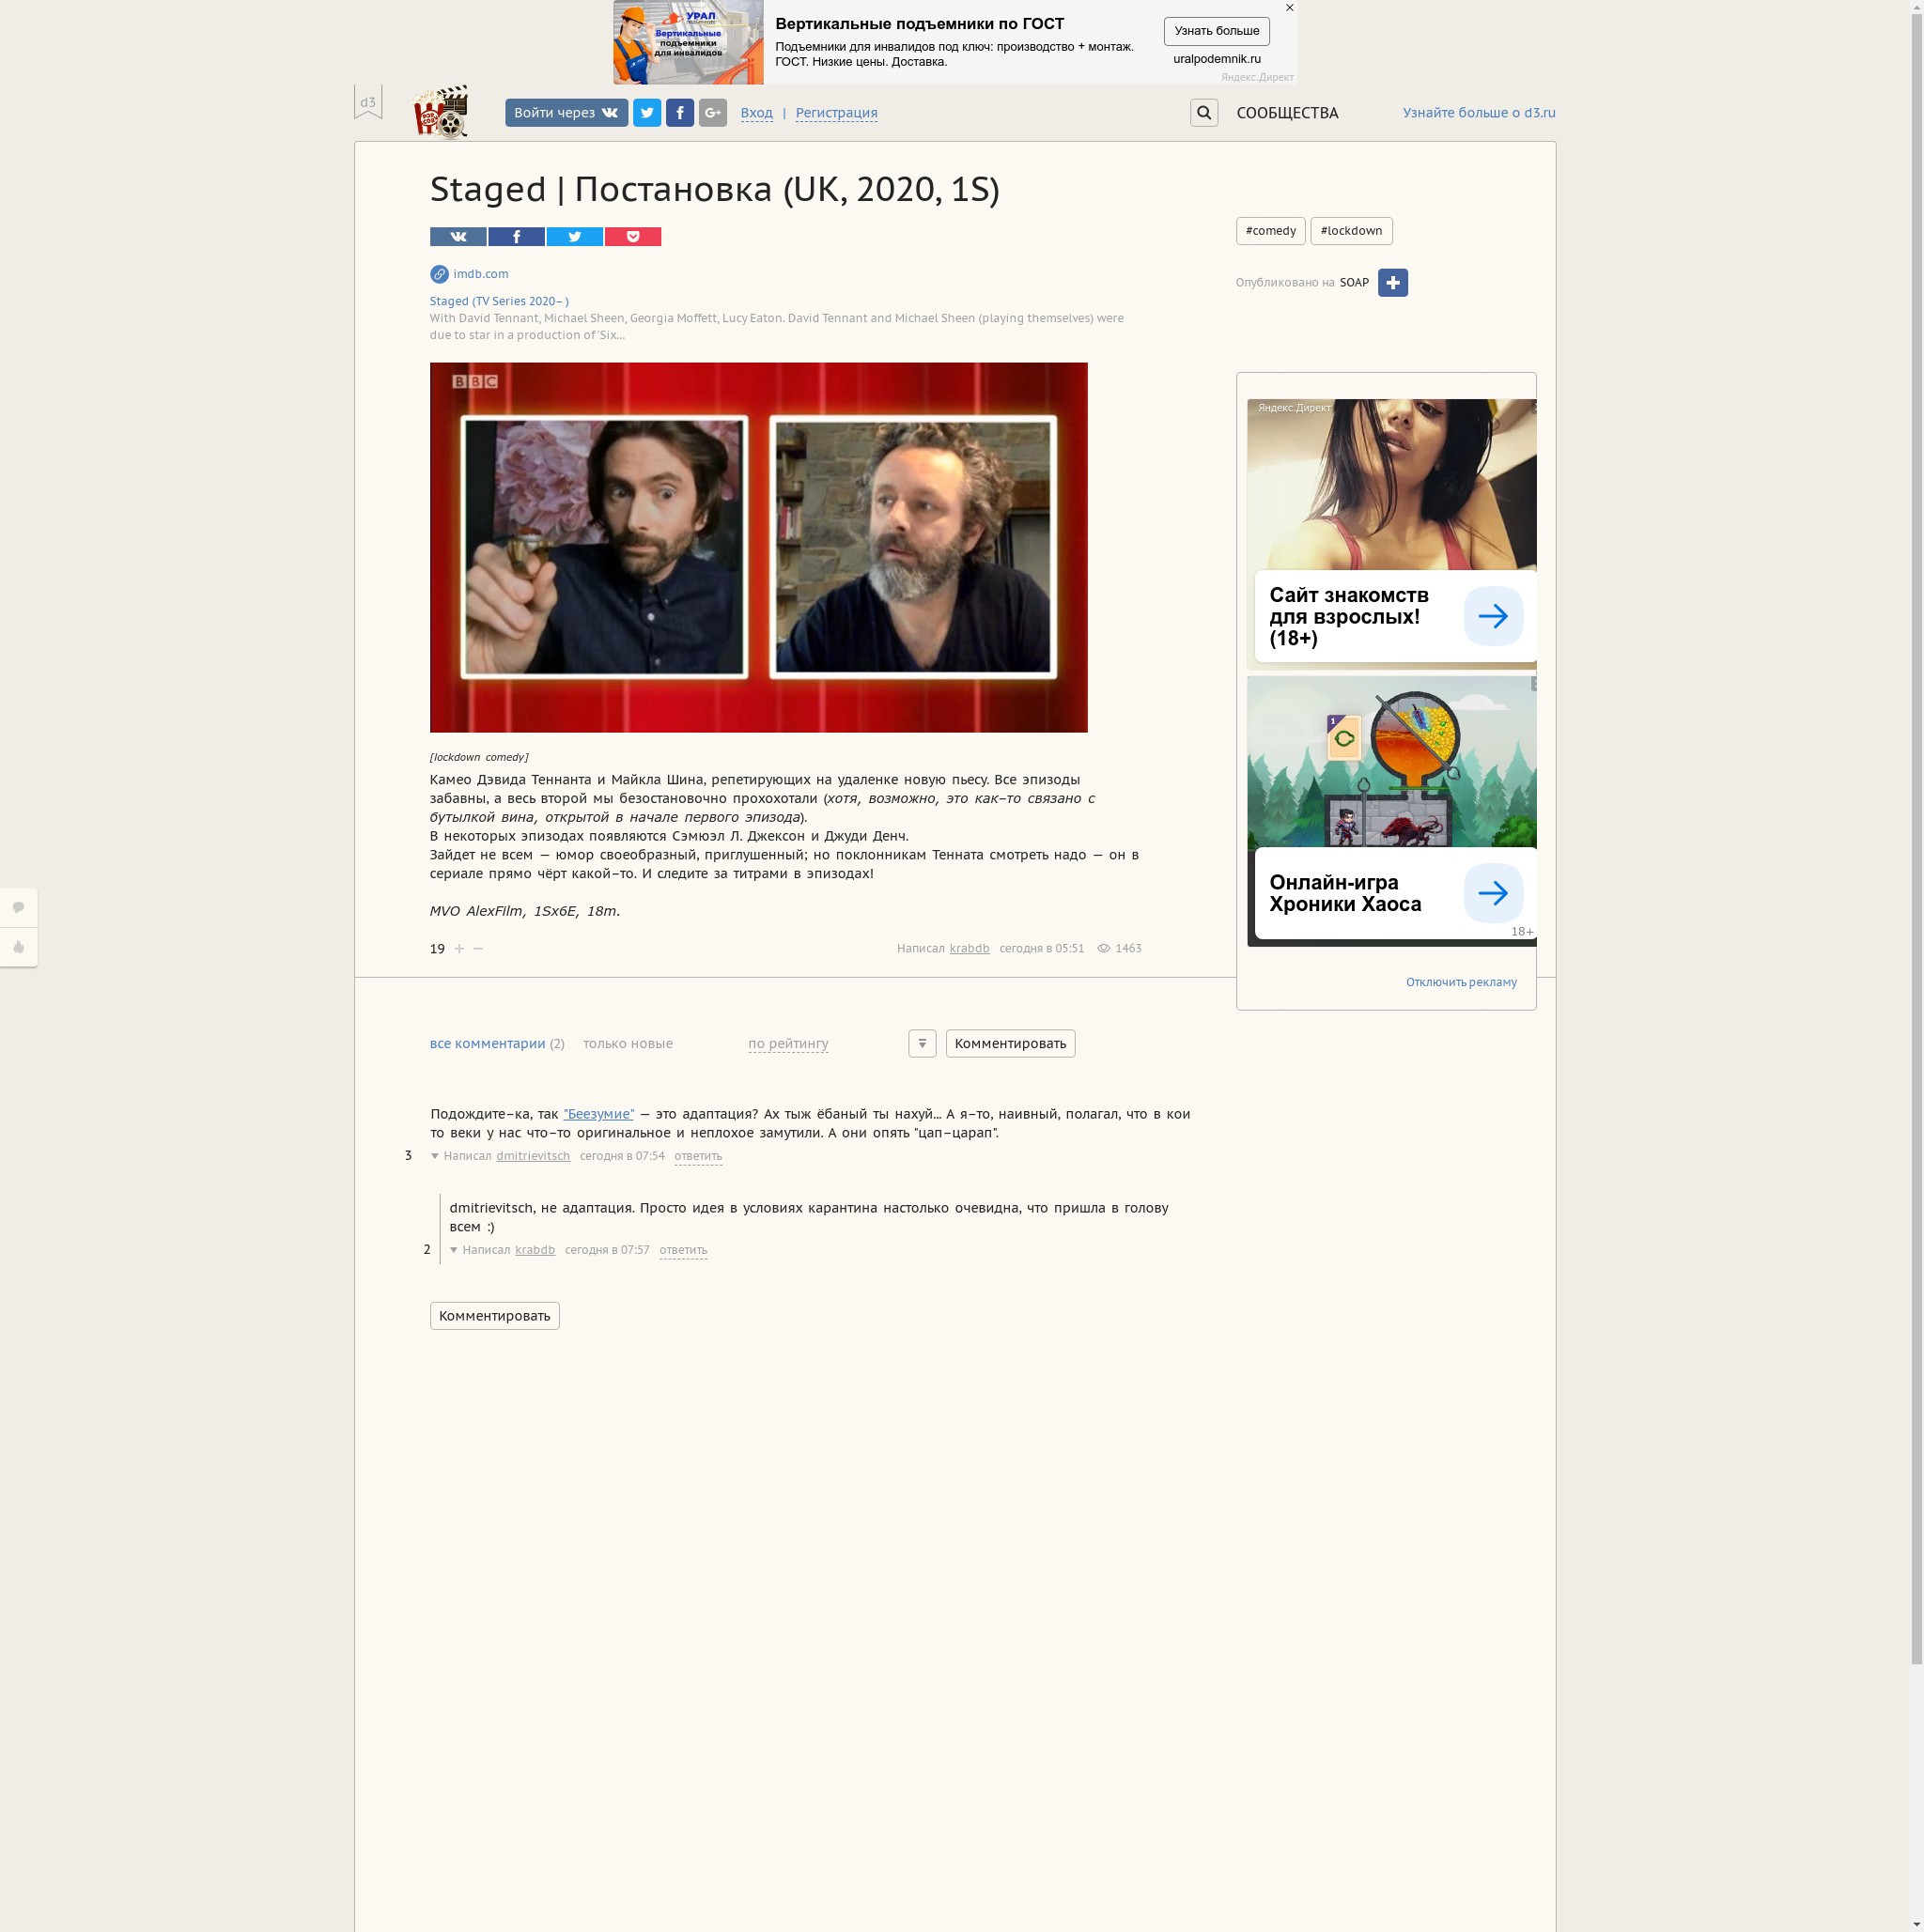 УРАЛ
Вертикальные
подъемники
для инвалидов
Вертикальные подъемники по ГОСТ
Подъемники для инвалидов под ключ: производство + монтаж.
ГОСТ. Низкие цены. Доставка.
Узнать больше
uralpodemnik.ru
Яндекс.Директ
d3
Войти через
G+
Вход | Регистрация
СООБЩЕСТВА
Узнайте больше о d3.ru
Staged | Постановка (UK, 2020, 1S)
#comedy #lockdown
imdb.com
Опубликовано на SOAP
Staged (TV Series 2020– )
With David Tennant, Michael Sheen, Georgia Moffett, Lucy Eaton. David Tennant and Michael Sheen (playing themselves) were
due to star in a production of 'Six...
BBC
[lockdown comedy]
Камео Дэвида Теннанта и Майкла Шина, репетирующих на удаленке новую пьесу. Все эпизоды
забавны, а весь второй мы безостановочно прохохотали (хотя, возможно, это как–то связано с
бутылкой вина, открытой в начале первого эпизода).
В некоторых эпизодах появляются Сэмюэл Л. Джексон и Джуди Денч.
Зайдет не всем — юмор своеобразный, приглушенный; но поклонникам Тенната смотреть надо — он в
сериале прямо чёрт какой–то. И следите за титрами в эпизодах!
MVO AlexFilm, 1Sx6E, 18m.
19
Написал krabdb сегодня в 05:51 1463
Яндекс.Директ
Сайт знакомств
для взрослых!
(18+)
1
Онлайн-игра
Хроники Хаоса
18+
Отключить рекламу
все комментарии (2) только новые по рейтингу Комментировать
Подождите–ка, так "Беезумие" — это адаптация? Ах тыж ёбаный ты нахуй... А я–то, наивный, полагал, что в кои
то веки у нас что–то оригинальное и неплохое замутили. А они опять "цап–царап".
3 Написал dmitrievitsch сегодня в 07:54 ответить
dmitrievitsch, не адаптация. Просто идея в условиях карантина настолько очевидна, что пришла в голову
всем :)
2 Написал krabdb сегодня в 07:57 ответить
Комментировать